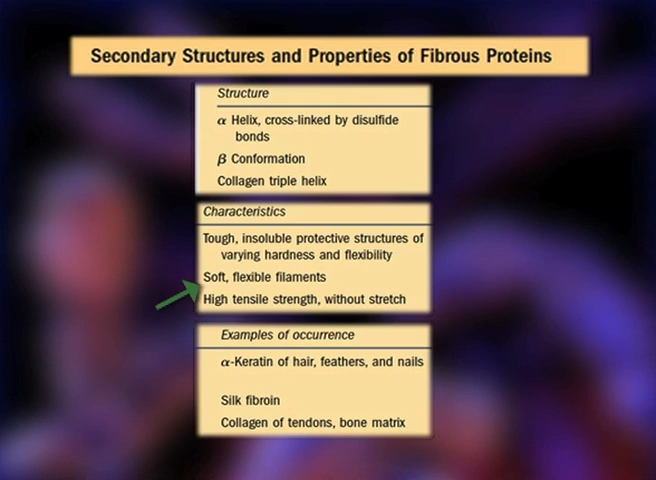 Secondary Structures and Properties of Fibrous Proteins
Structure
α Helix, cross-linked by disulfide
bonds
β Conformation
Collagen triple helix
Characteristics
Tough, insoluble protective structures of
varying hardness and flexibility
Soft, flexible filaments
High tensile strength, without stretch
Examples of occurrence
α-Keratin of hair, feathers, and nails
Silk fibroin
Collagen of tendons, bone matrix